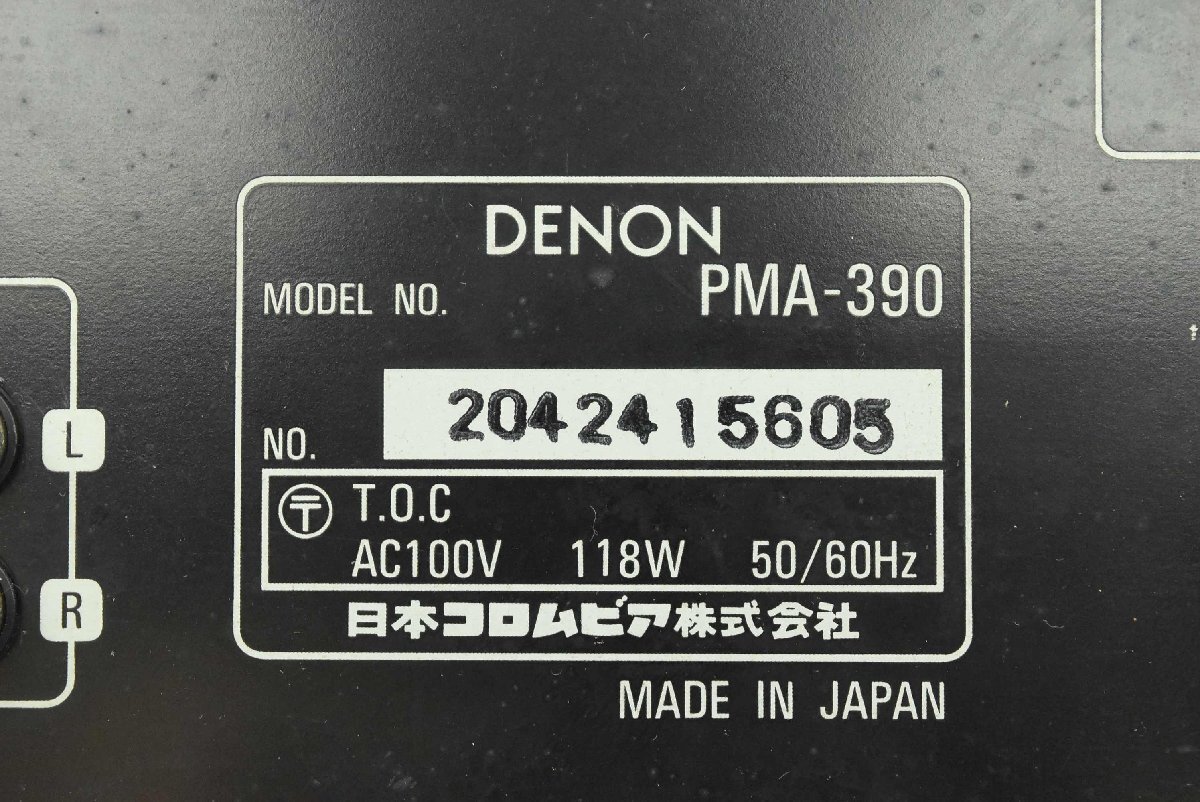 DENON
MODEL NO. PMA-390
NO. 2042415605
〒 T.O.C
AC100V 118W 50/60Hz
日本コロムビア株式会社
MADE IN JAPAN
L
R